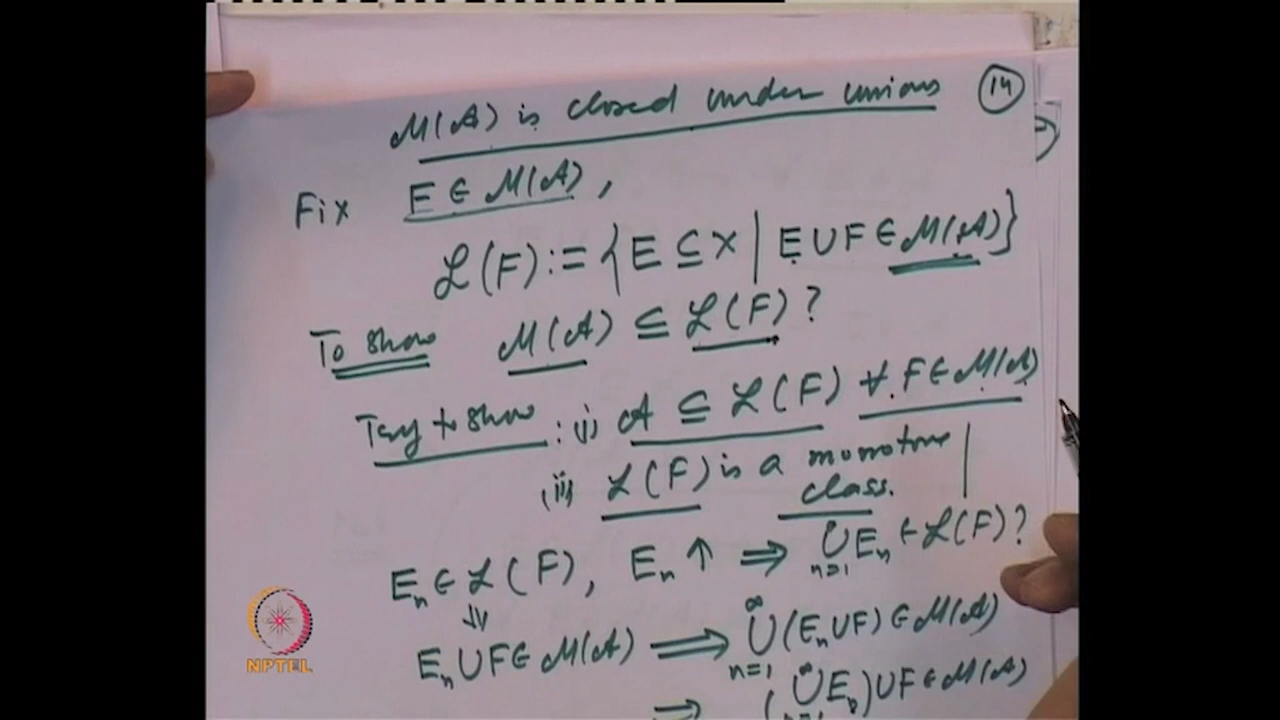 M(A) is closed under unions (14)
Fix F ∈ M(A),
L(F) := {E ⊆ X | E ∪ F ∈ M(A)}
To show M(A) ⊆ L(F)?
Try to show : (i) A ⊆ L(F) ∀ F ∈ M(A)
(ii) L(F) is a monotone
class.
Eₙ ∈ L(F), Eₙ ↑ ⟹ ⋃ₙ₌₁ Eₙ ∈ L(F)?
⇓
Eₙ ∪ F ∈ M(A) ⟹ ⋃ₙ₌₁^∞ (Eₙ ∪ F) ∈ M(A)
⟹ (⋃ₙ₌₁^∞ Eₙ) ∪ F ∈ M(A)
NPTEL